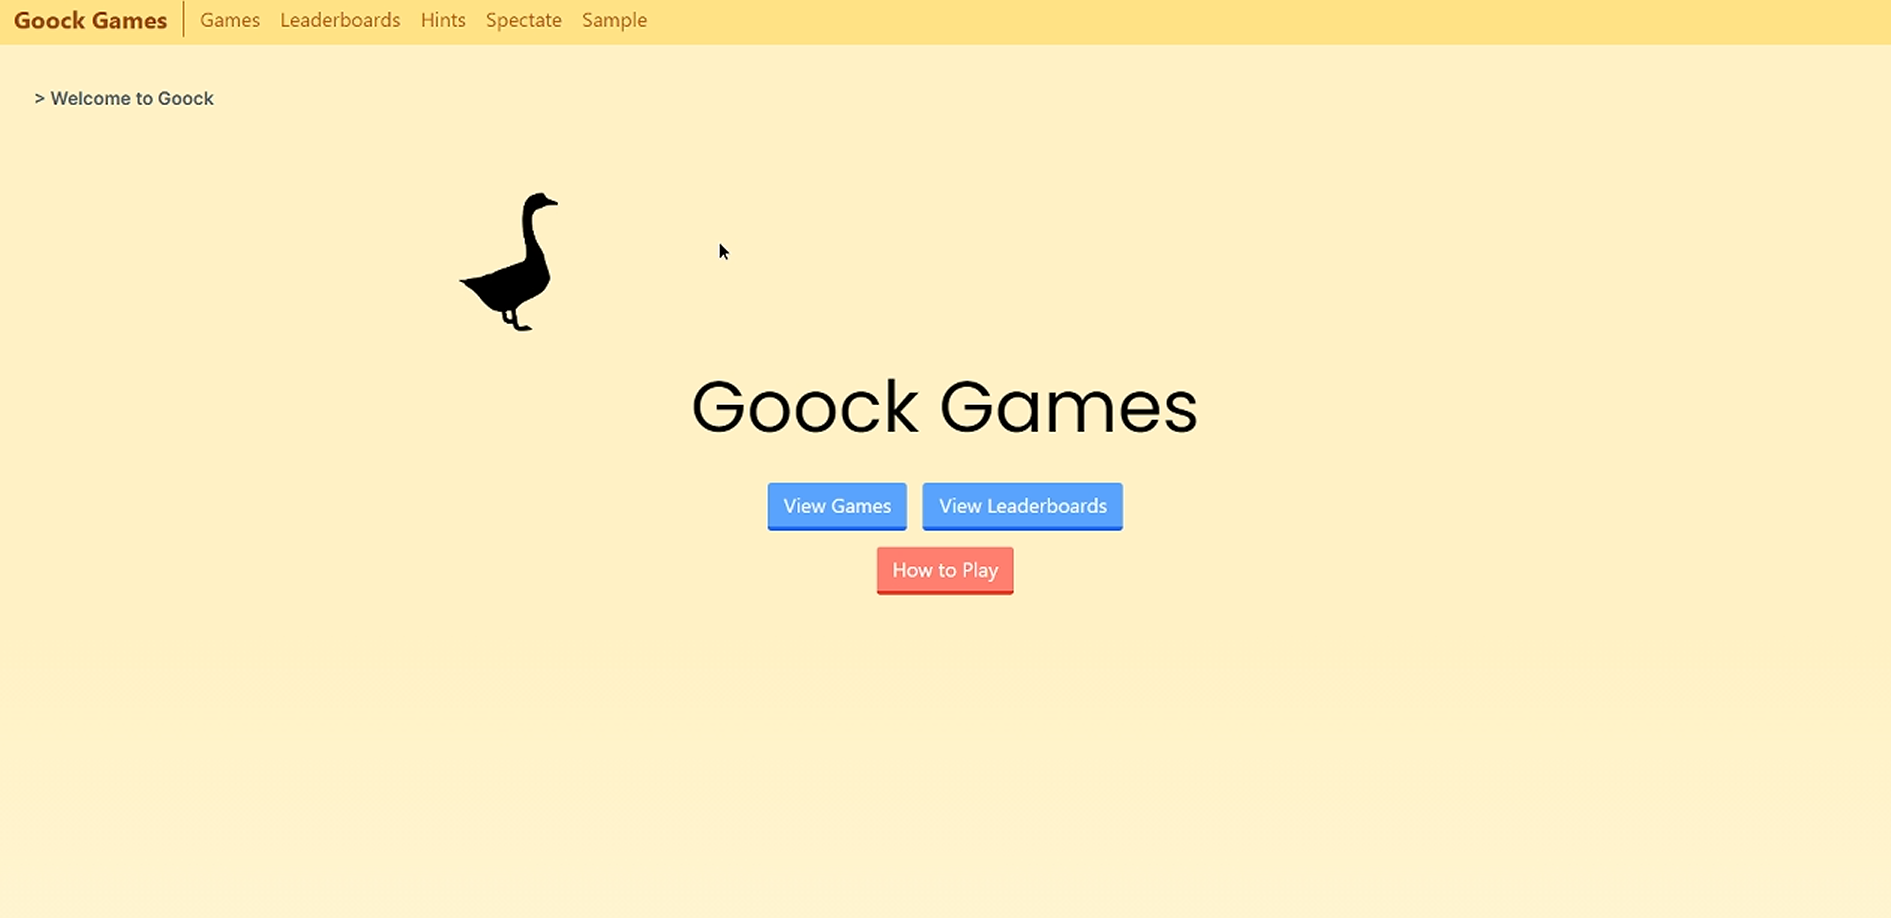 Goock Games Games Leaderboards Hints Spectate Sample
> Welcome to Goock
Goock Games
View Games View Leaderboards
How to Play